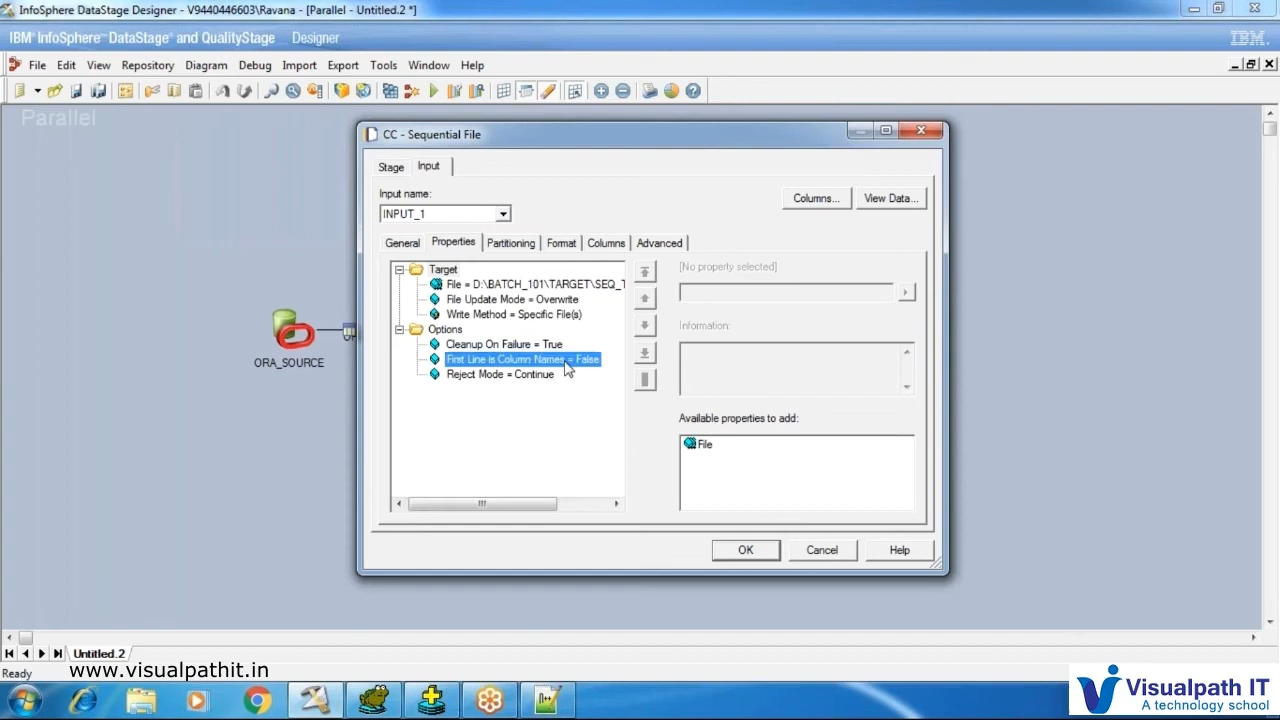 InfoSphere DataStage Designer - V9440446603\Ravana - [Parallel - Untitled.2 *]
IBM InfoSphere DataStage and QualityStage Designer
IBM.
File Edit View Repository Diagram Debug Import Export Tools Window Help
Parallel
CC - Sequential File
Stage Input
Input name:
INPUT_1
Columns... View Data...
General Properties Partitioning Format Columns Advanced
Target
File = D:\BATCH_101\TARGET\SEQ_T
File Update Mode = Overwrite
Write Method = Specific File(s)
Options
Cleanup On Failure = True
First Line is Column Names = False
Reject Mode = Continue
[No property selected]
Information:
Available properties to add:
File
OK Cancel Help
ORA_SOURCE
Untitled.2
Ready
www.visualpathit.in
Visualpath IT
A technology school